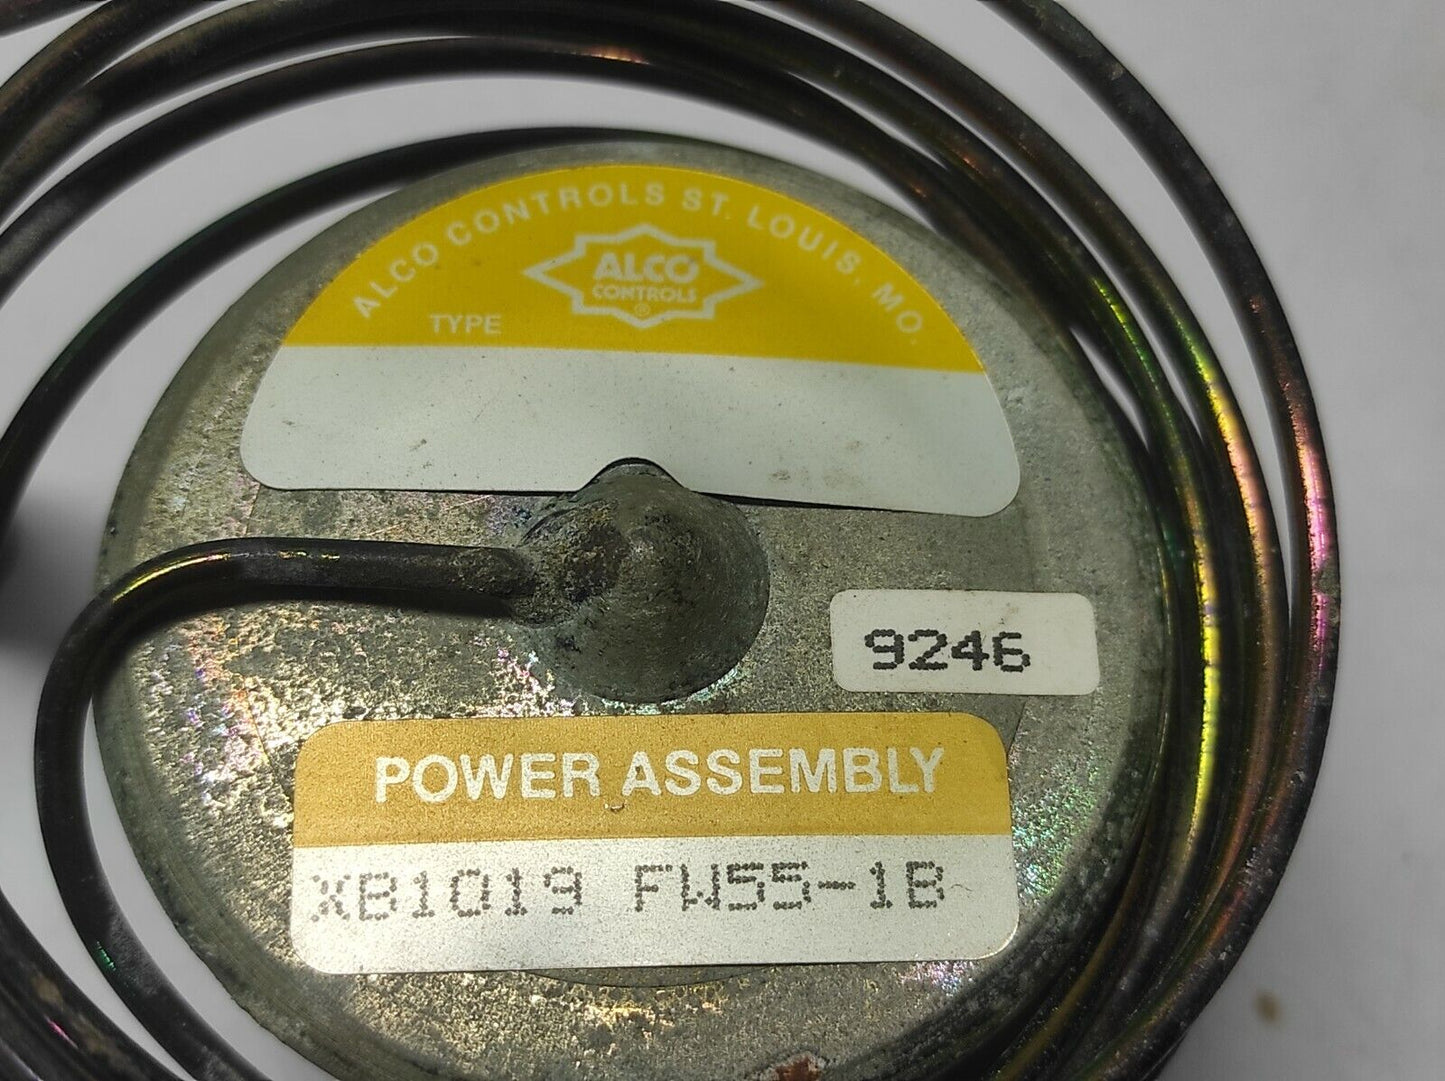 ALCO CONTROLS ST. LOUIS, MO.
ALCO
CONTROLS
®
TYPE
9246
POWER ASSEMBLY
XB1019 FW55-1B